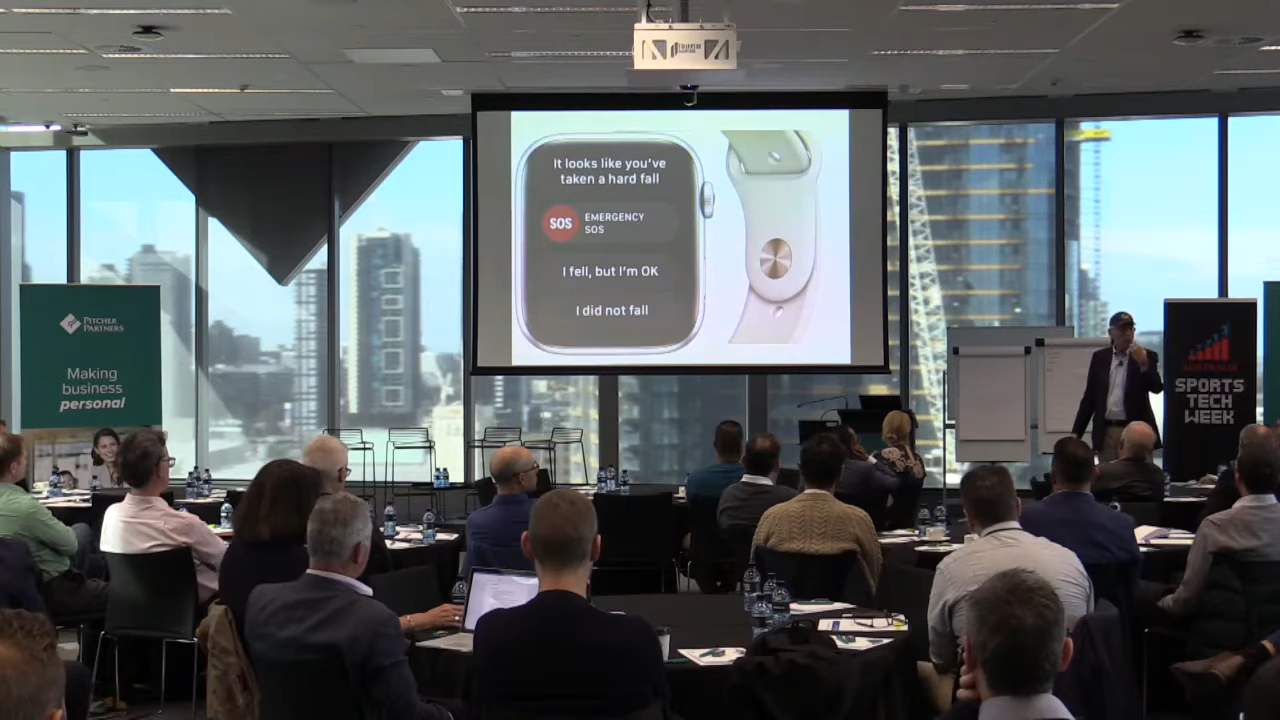 It looks like you've
taken a hard fall
SOS
EMERGENCY
SOS
I fell, but I'm OK
I did not fall
PITCHER
PARTNERS
Making
business
personal
AUSTRALIA
SPORTS
TECH
WEEK